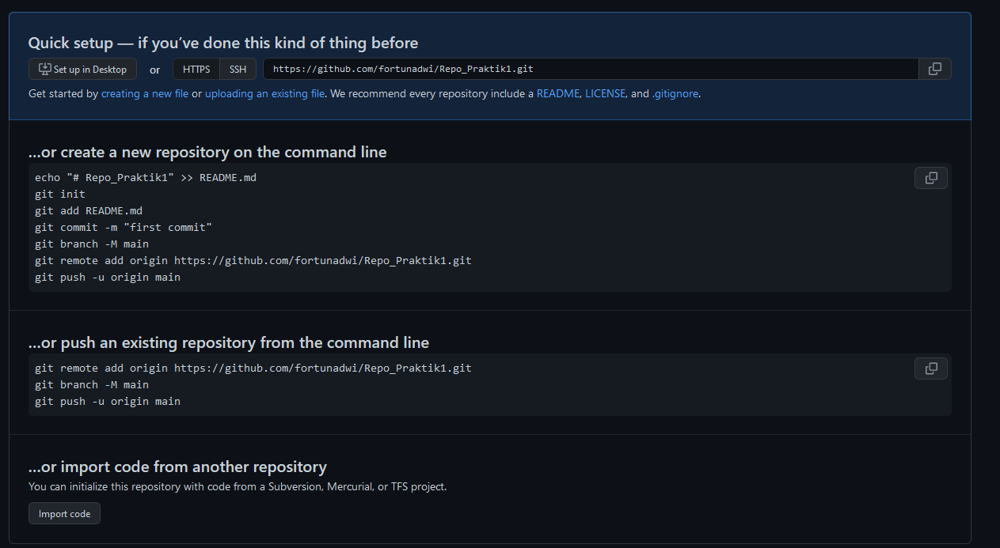 Quick setup — if you’ve done this kind of thing before
Set up in Desktop or HTTPS SSH https://github.com/fortunadwi/Repo_Praktik1.git
Get started by creating a new file or uploading an existing file. We recommend every repository include a README, LICENSE, and .gitignore.
…or create a new repository on the command line
echo "# Repo_Praktik1" >> README.md
git init
git add README.md
git commit -m "first commit"
git branch -M main
git remote add origin https://github.com/fortunadwi/Repo_Praktik1.git
git push -u origin main
…or push an existing repository from the command line
git remote add origin https://github.com/fortunadwi/Repo_Praktik1.git
git branch -M main
git push -u origin main
…or import code from another repository
You can initialize this repository with code from a Subversion, Mercurial, or TFS project.
Import code